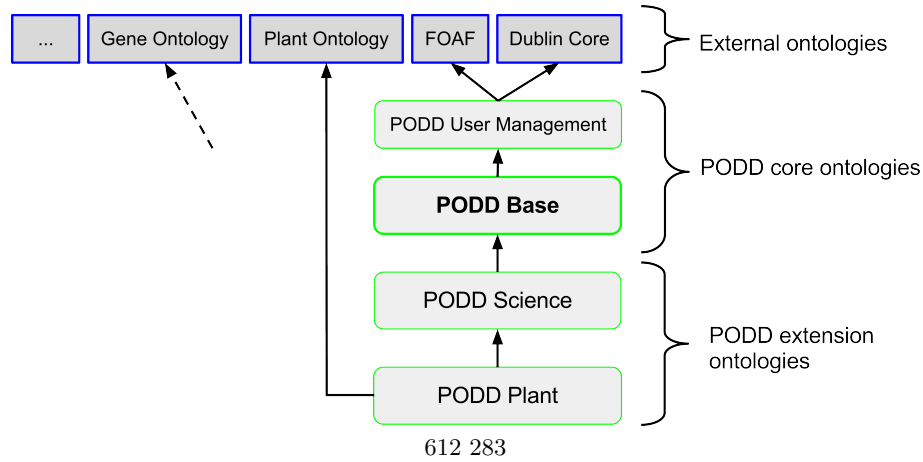 ...
Gene Ontology
Plant Ontology
FOAF
Dublin Core
External ontologies
PODD User Management
PODD core ontologies
PODD Base
PODD Science
PODD extension
ontologies
PODD Plant
612 283